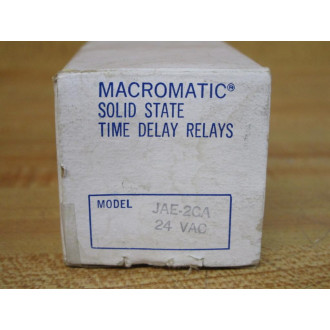 MACROMATIC®
SOLID STATE
TIME DELAY RELAYS
MODEL JAE-2CA
24 VAC